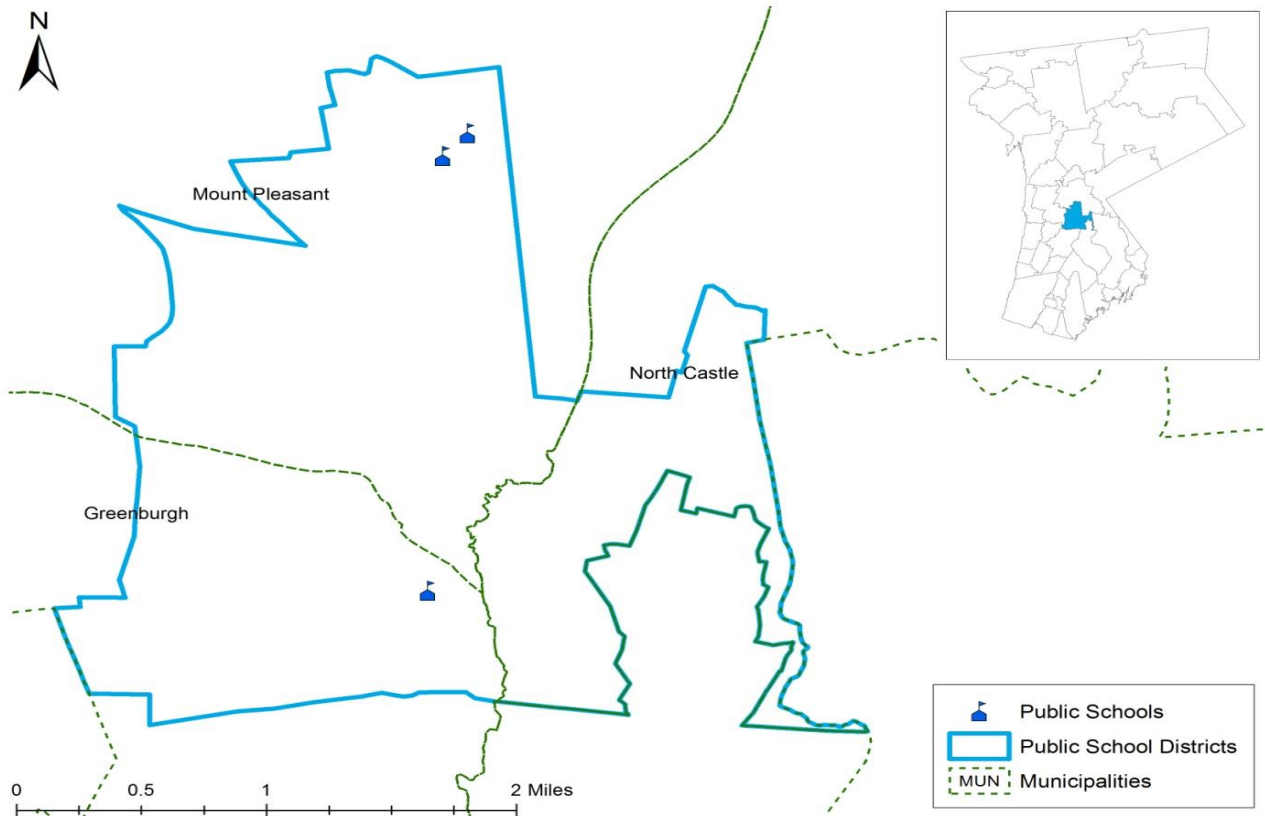 N
Mount Pleasant
North Castle
Greenburgh
0 0.5 1 2 Miles
Public Schools
Public School Districts
MUN Municipalities